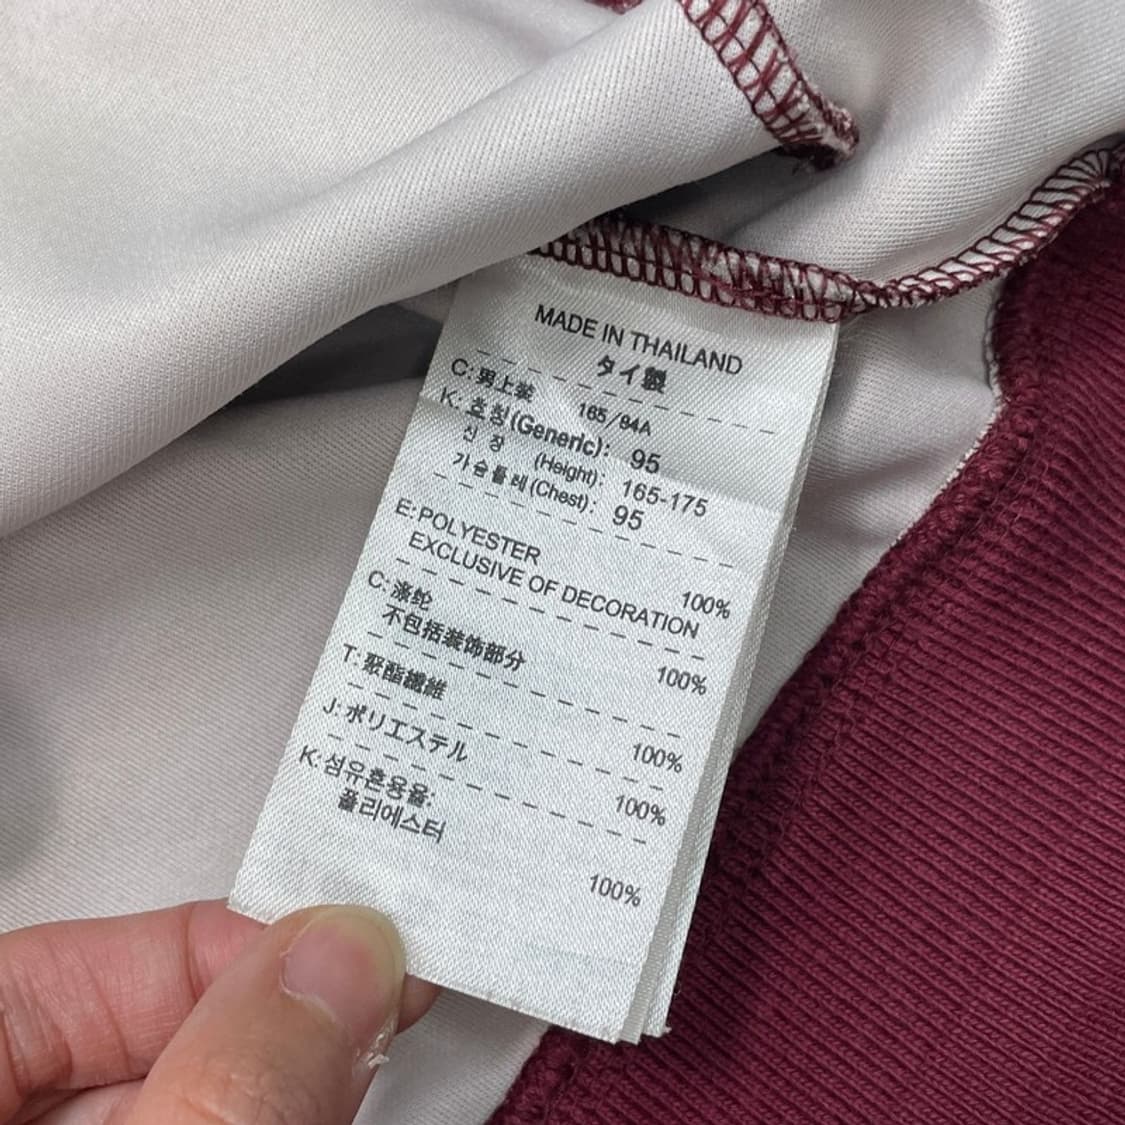 MADE IN THAILAND
タイ製
C: 男上装 165/84A
K: 호칭(Generic): 95
신 장 (Height): 165-175
가슴둘레(Chest): 95
E: POLYESTER 100%
EXCLUSIVE OF DECORATION
C: 涤纶 100%
不包括装饰部分
T: 聚酯纖維 100%
J: ポリエステル 100%
K: 섬유혼용율:
폴리에스터 100%